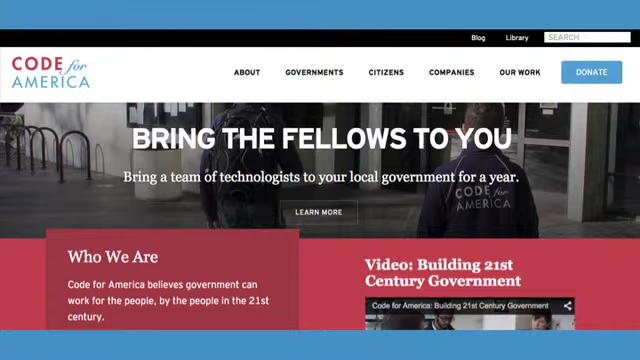 Blog Library SEARCH
CODE for
AMERICA
ABOUT GOVERNMENTS CITIZENS COMPANIES OUR WORK DONATE
BRING THE FELLOWS TO YOU
Bring a team of technologists to your local government for a year.
CODE for
AMERICA
LEARN MORE
Who We Are
Code for America believes government can
work for the people, by the people in the 21st
century.
Video: Building 21st
Century Government
Code for America: Building 21st Century Government